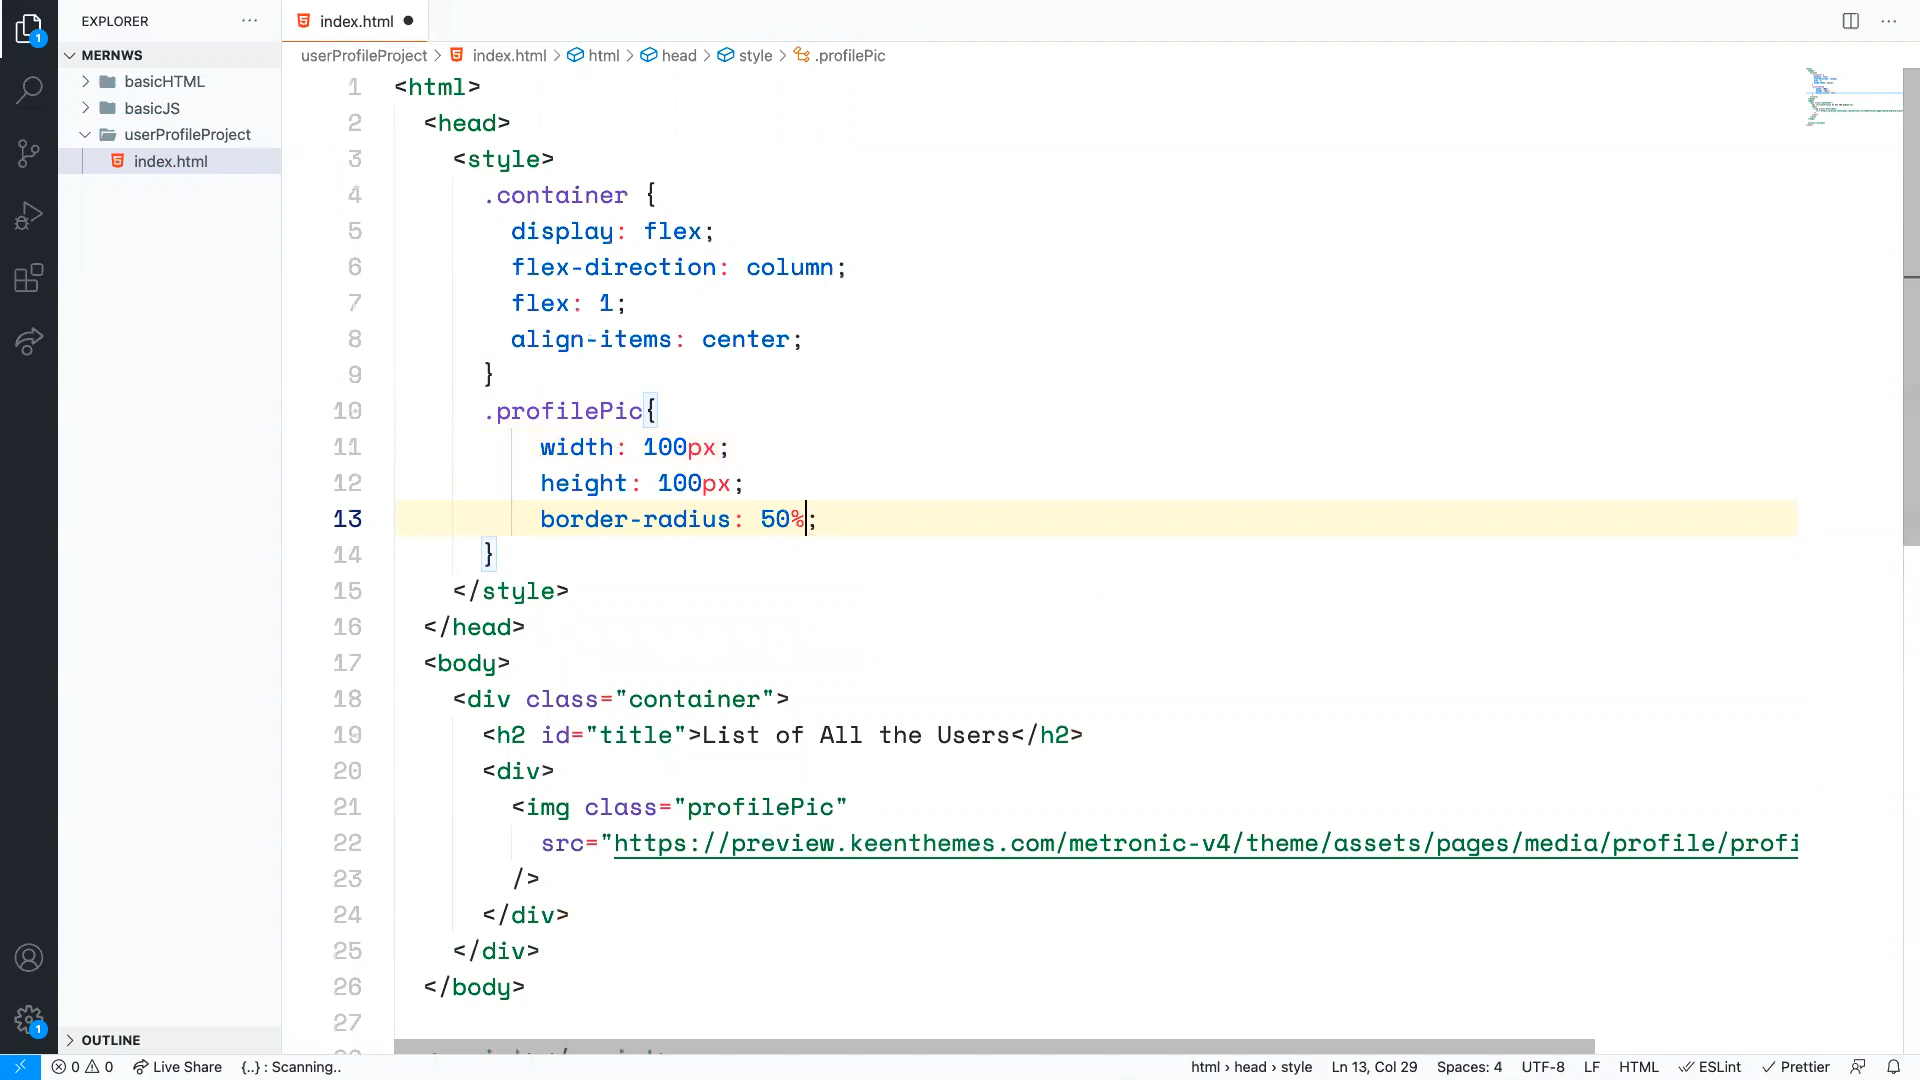 EXPLORER
index.html
MERNWS
userProfileProject > index.html > html > head > style > .profilePic
basicHTML
basicJS
userProfileProject
index.html
1 <html>
2 <head>
3 <style>
4 .container {
5 display: flex;
6 flex-direction: column;
7 flex: 1;
8 align-items: center;
9 }
10 .profilePic{
11 width: 100px;
12 height: 100px;
13 border-radius: 50%;
14 }
15 </style>
16 </head>
17 <body>
18 <div class="container">
19 <h2 id="title">List of All the Users</h2>
20 <div>
21 <img class="profilePic"
22 src="https://preview.keenthemes.com/metronic-v4/theme/assets/pages/media/profile/profi
23 />
24 </div>
25 </div>
26 </body>
27
OUTLINE
1
1
0 0 Live Share {..} : Scanning.. html > head > style Ln 13, Col 29 Spaces: 4 UTF-8 LF HTML ESLint Prettier